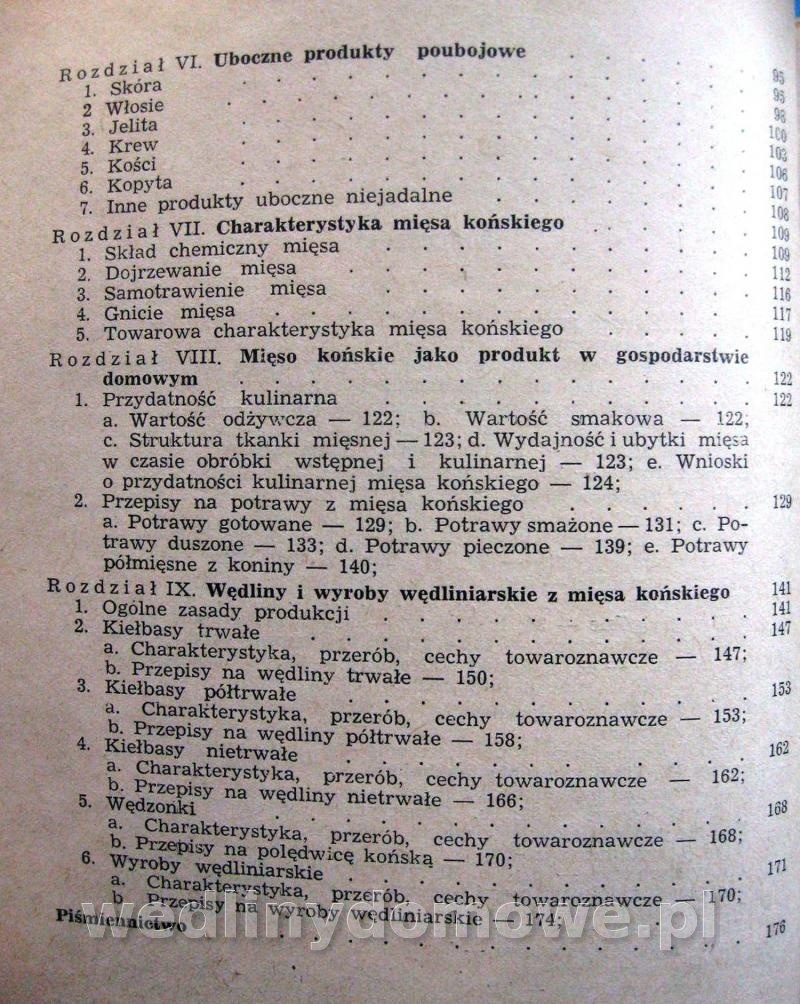 Rozdział VI. Uboczne produkty poubojowe . . . . . 95
1. Skóra . . . . . . . . . . 95
2 Włosie . . . . . . . . . . 98
3. Jelita . . . . . . . . . . 100
4. Krew . . . . . . . . . . 103
5. Kości . . . . . . . . . . 106
6. Kopyta . . . . . . . . . . 107
7. Inne produkty uboczne niejadalne . . . . . . 108
Rozdział VII. Charakterystyka mięsa końskiego . . . . . 109
1. Skład chemiczny mięsa . . . . . . . . 109
2. Dojrzewanie mięsa . . . . . . . . . 112
3. Samotrawienie mięsa . . . . . . . . 116
4. Gnicie mięsa . . . . . . . . . . 117
5. Towarowa charakterystyka mięsa końskiego . . . . . 119
Rozdział VIII. Mięso końskie jako produkt w gospodarstwie
domowym . . . . . . . . . . . . 122
1. Przydatność kulinarna . . . . . . . . 122
a. Wartość odżywcza — 122; b. Wartość smakowa — 122,
c. Struktura tkanki mięsnej — 123; d. Wydajność i ubytki mięsa
w czasie obróbki wstępnej i kulinarnej — 123; e. Wnioski
o przydatności kulinarnej mięsa końskiego — 124;
2. Przepisy na potrawy z mięsa końskiego . . . . . . 129
a. Potrawy gotowane — 129; b. Potrawy smażone — 131; c. Po-
trawy duszone — 133; d. Potrawy pieczone — 139; e. Potrawy
półmięsne z koniny — 140;
Rozdział IX. Wędliny i wyroby wędliniarskie z mięsa końskiego 141
1. Ogólne zasady produkcji . . . . . . . . 141
2. Kiełbasy trwałe . . . . . . . . . . 147
a. Charakterystyka, przerób, cechy towaroznawcze — 147;
b. Przepisy na wędliny trwałe — 150;
3. Kiełbasy półtrwałe . . . . . . . . . 153
a. Charakterystyka, przerób, cechy towaroznawcze — 153;
b. Przepisy na wędliny półtrwałe — 158;
4. Kiełbasy nietrwałe . . . . . . . . . 162
a. Charakterystyka, przerób, cechy towaroznawcze — 162;
b. Przepisy na wędliny nietrwałe — 166;
5. Wędzonki . . . . . . . . . . . 168
a. Charakterystyka, przerób, cechy towaroznawcze — 168;
b. Przepisy na polędwicę końską — 170;
6. Wyroby wędliniarskie . . . . . . . . 171
a. Charakterystyka, przerób, cechy towaroznawcze — 170;
b Przepisy na wyroby wędliniarskie — 174;
Piśmiennictwo . . . . . . . . . . . 176
wedlinydomowe.pl